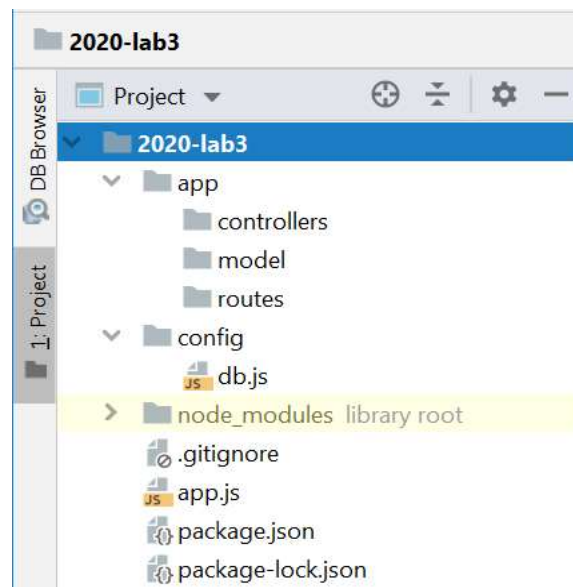 2020-lab3
DB Browser
1: Project
Project
2020-lab3
app
controllers
model
routes
config
JS db.js
node_modules library root
.gitignore
JS app.js
package.json
package-lock.json